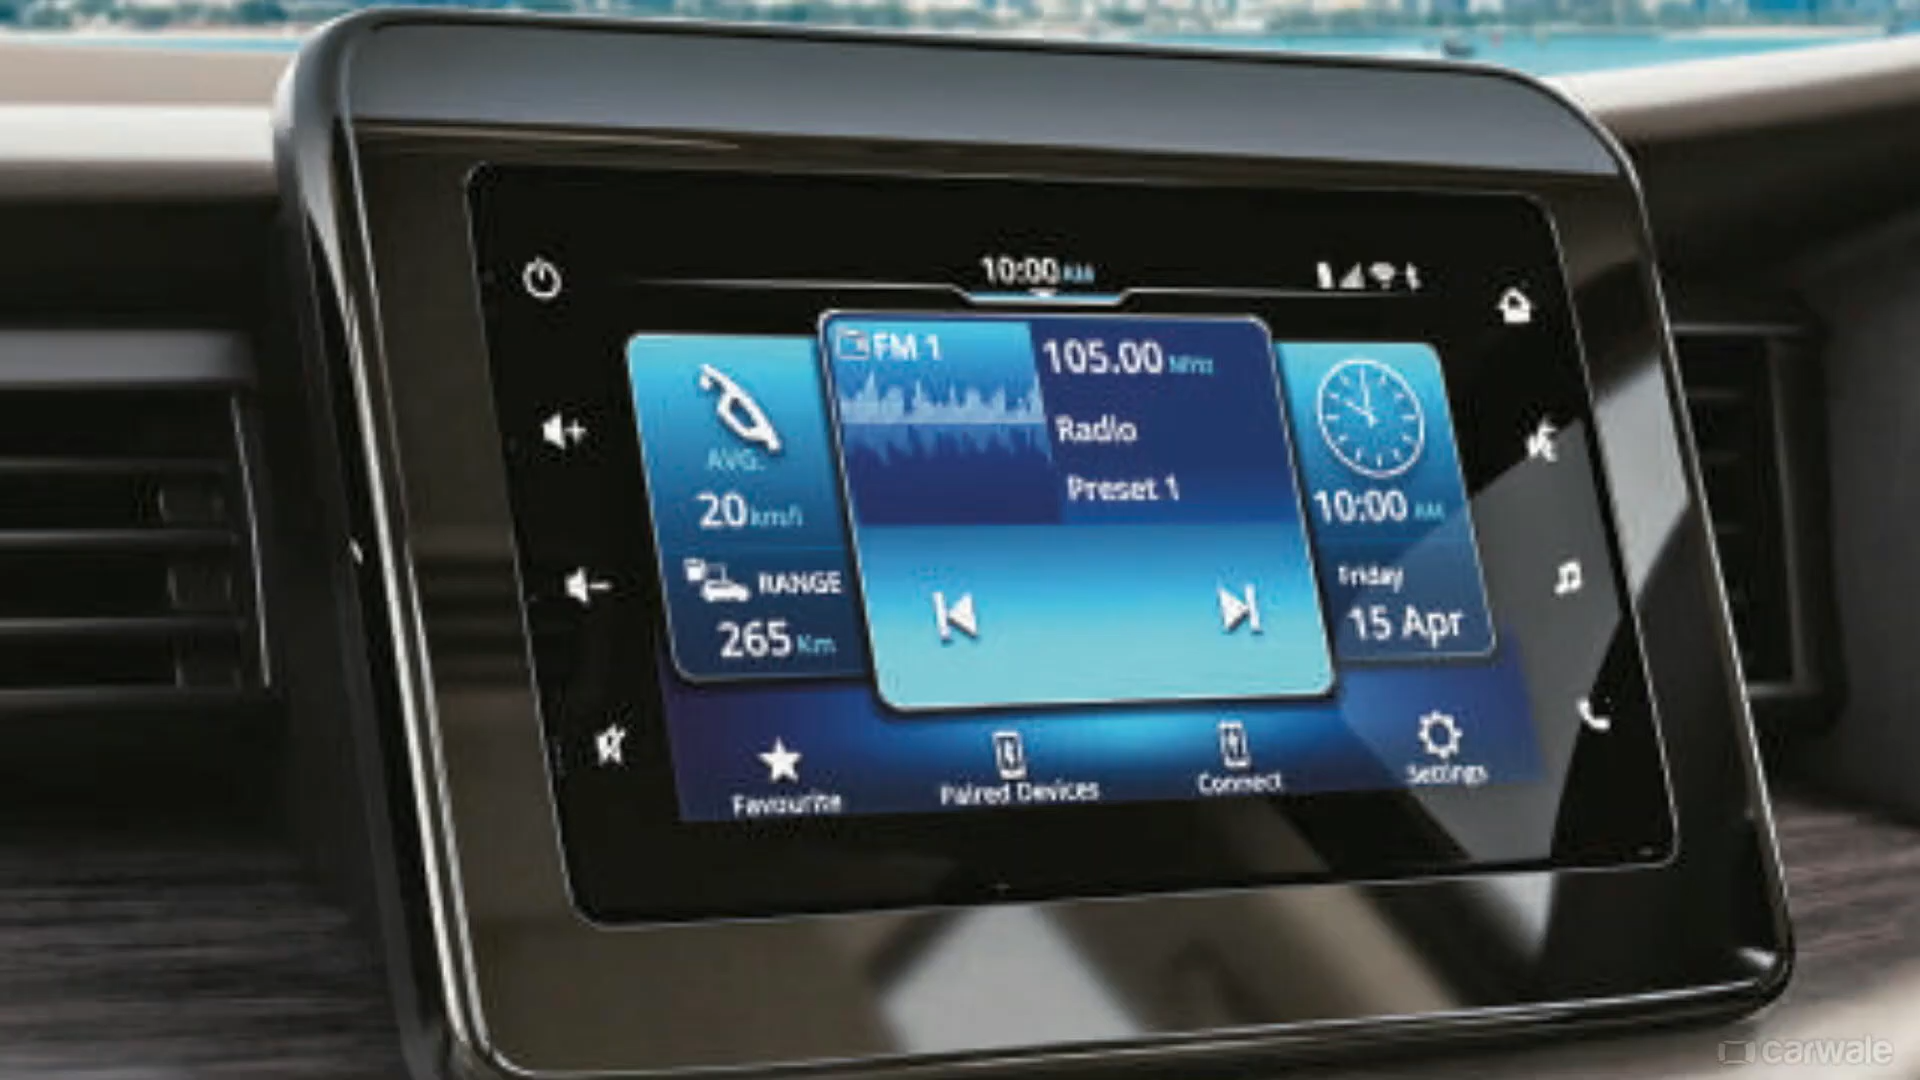 10:00 AM
FM 1
105.00 MHz
Radio
Preset 1
AVG.
20 km/l
RANGE
265 Km
10:00 AM
Friday
15 Apr
Favourite
Paired Devices
Connect
Settings
carwale